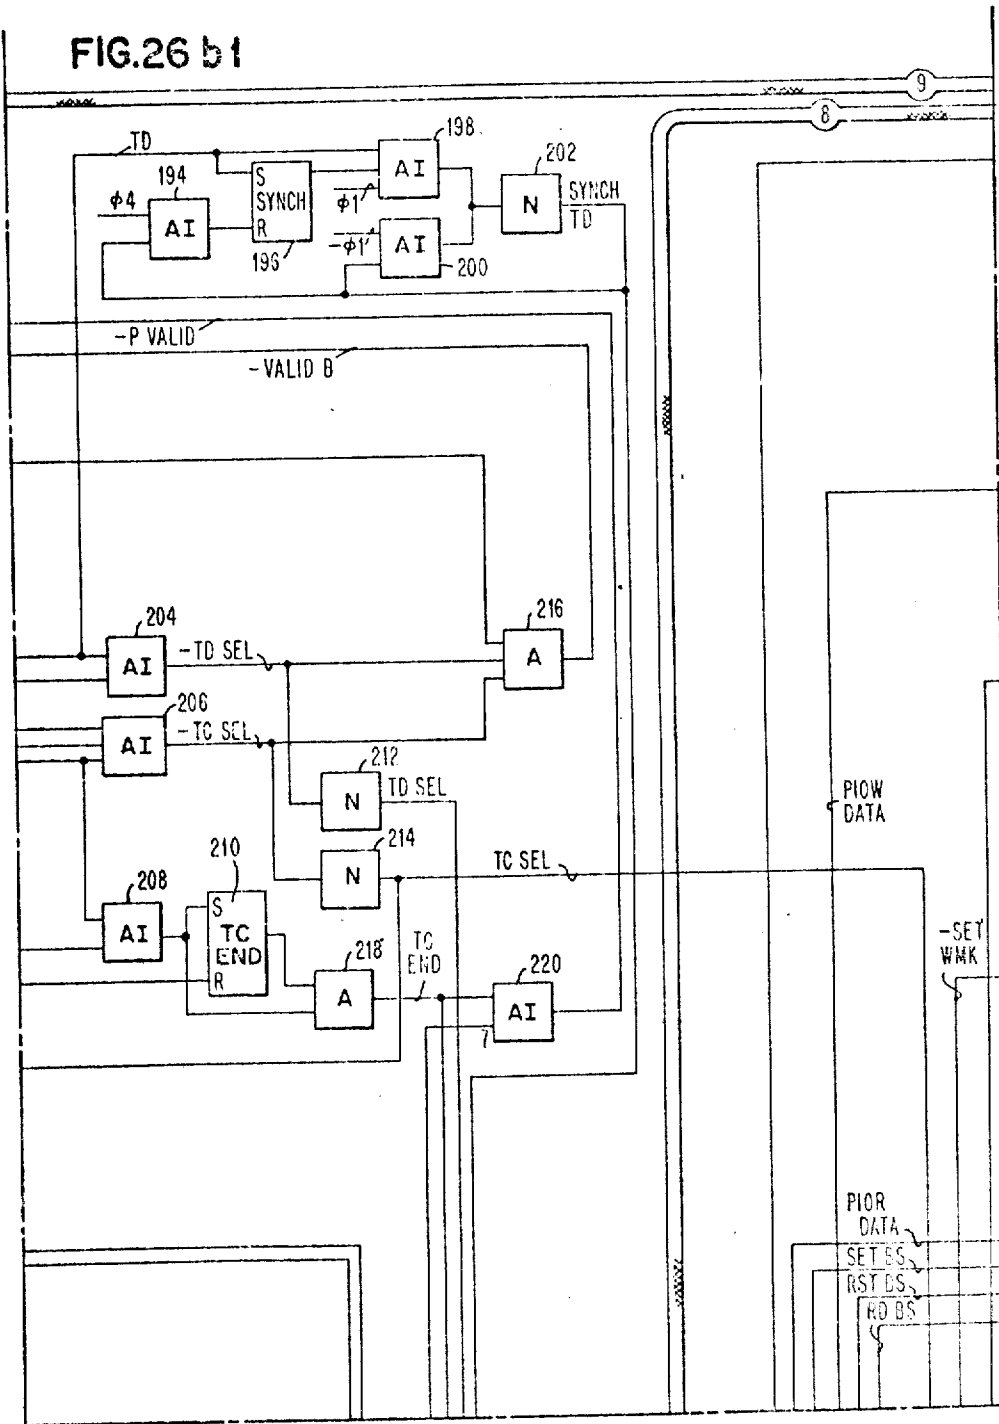 FIG.26 b1
9
8
TD
198
194
202
φ4
S
SYNCH
R
AI
AI
φ1
N
SYNCH
TD
-φ1
AI
196
200
-P VALID
-VALID B
204
216
AI
-TD SEL
A
206
AI
-TC SEL
212
N
TD SEL
PIOW
DATA
210
214
N
TC SEL
208
AI
S
TC
END
R
218
TC
END
A
220
AI
7
-SET
WMK
PIOR
DATA
SET BS
RST BS
RD BS